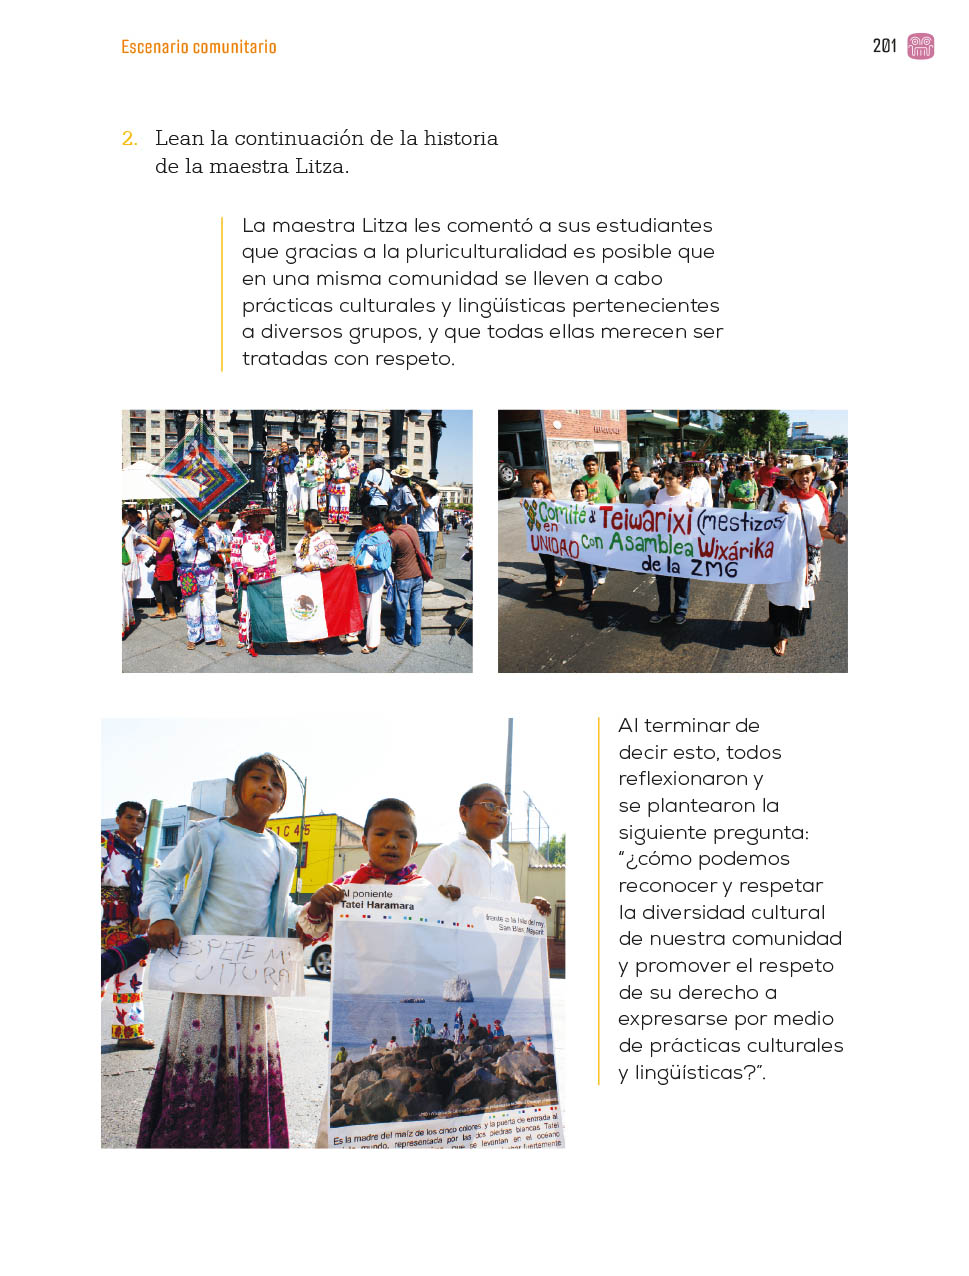 Escenario comunitario
201
2. Lean la continuación de la historia
de la maestra Litza.
La maestra Litza les comentó a sus estudiantes
que gracias a la pluriculturalidad es posible que
en una misma comunidad se lleven a cabo
prácticas culturales y lingüísticas pertenecientes
a diversos grupos, y que todas ellas merecen ser
tratadas con respeto.
Comité d Teiwarixi (mestizos
en
UNIDAD con Asamblea Wixárika
de la ZMG
Al poniente
Tatei Haramara
frente a la Isla del rey
San Blas, Nayarit
RESPETE MI
CULTURA
Es la madre del maíz de los cinco colores, y la puerta de entrada al
mundo, representada por las dos piedras blancas Tatei
que se levantan en el océano
fuertemente
Al terminar de
decir esto, todos
reflexionaron y
se plantearon la
siguiente pregunta:
“¿cómo podemos
reconocer y respetar
la diversidad cultural
de nuestra comunidad
y promover el respeto
de su derecho a
expresarse por medio
de prácticas culturales
y lingüísticas?”.